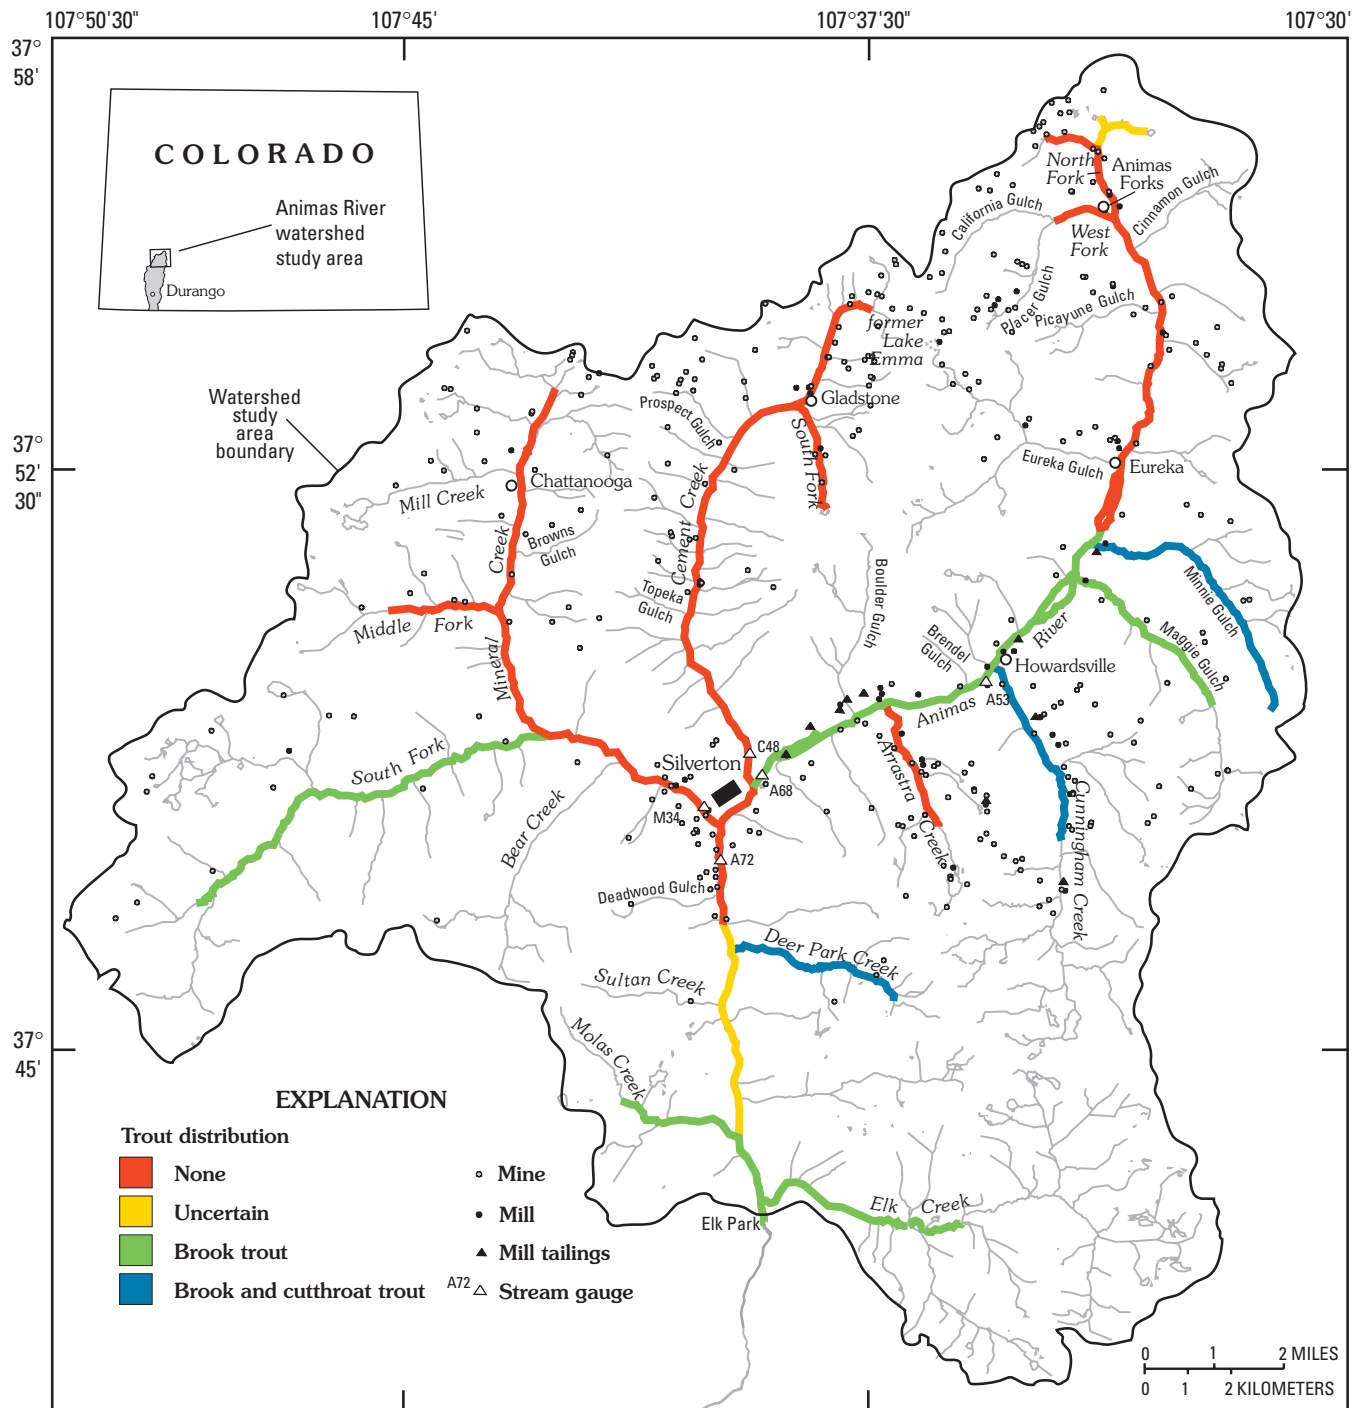 107°50'30"
107°45'
107°37'30"
107°30'
37°
58'
COLORADO
Animas River
watershed
study area
Durango
North
Fork
Animas
Forks
Cinnamon Gulch
California Gulch
West
Fork
Placer Gulch
Picayune Gulch
former
Lake
Emma
Watershed
study
area
boundary
Prospect Gulch
Gladstone
South Fork
37°
52'
30"
Eureka Gulch
Eureka
Chattanooga
Mill Creek
Cement Creek
Creek
Browns
Gulch
Boulder Gulch
Topeka
Gulch
Minnie Gulch
Middle Fork
Mineral
Brendel
Gulch
River
Maggie Gulch
Howardsville
A53
Animas
South Fork
Silverton
C48
A68
M34
Arrastra
Creek
Cunningham Creek
Bear Creek
A72
Deadwood Gulch
Deer Park Creek
Sultan Creek
Molas Creek
37°
45'
EXPLANATION
Trout distribution
None
Uncertain
Brook trout
Brook and cutthroat trout
Mine
Mill
Mill tailings
A72 Stream gauge
Elk Creek
Elk Park
0 1 2 MILES
0 1 2 KILOMETERS